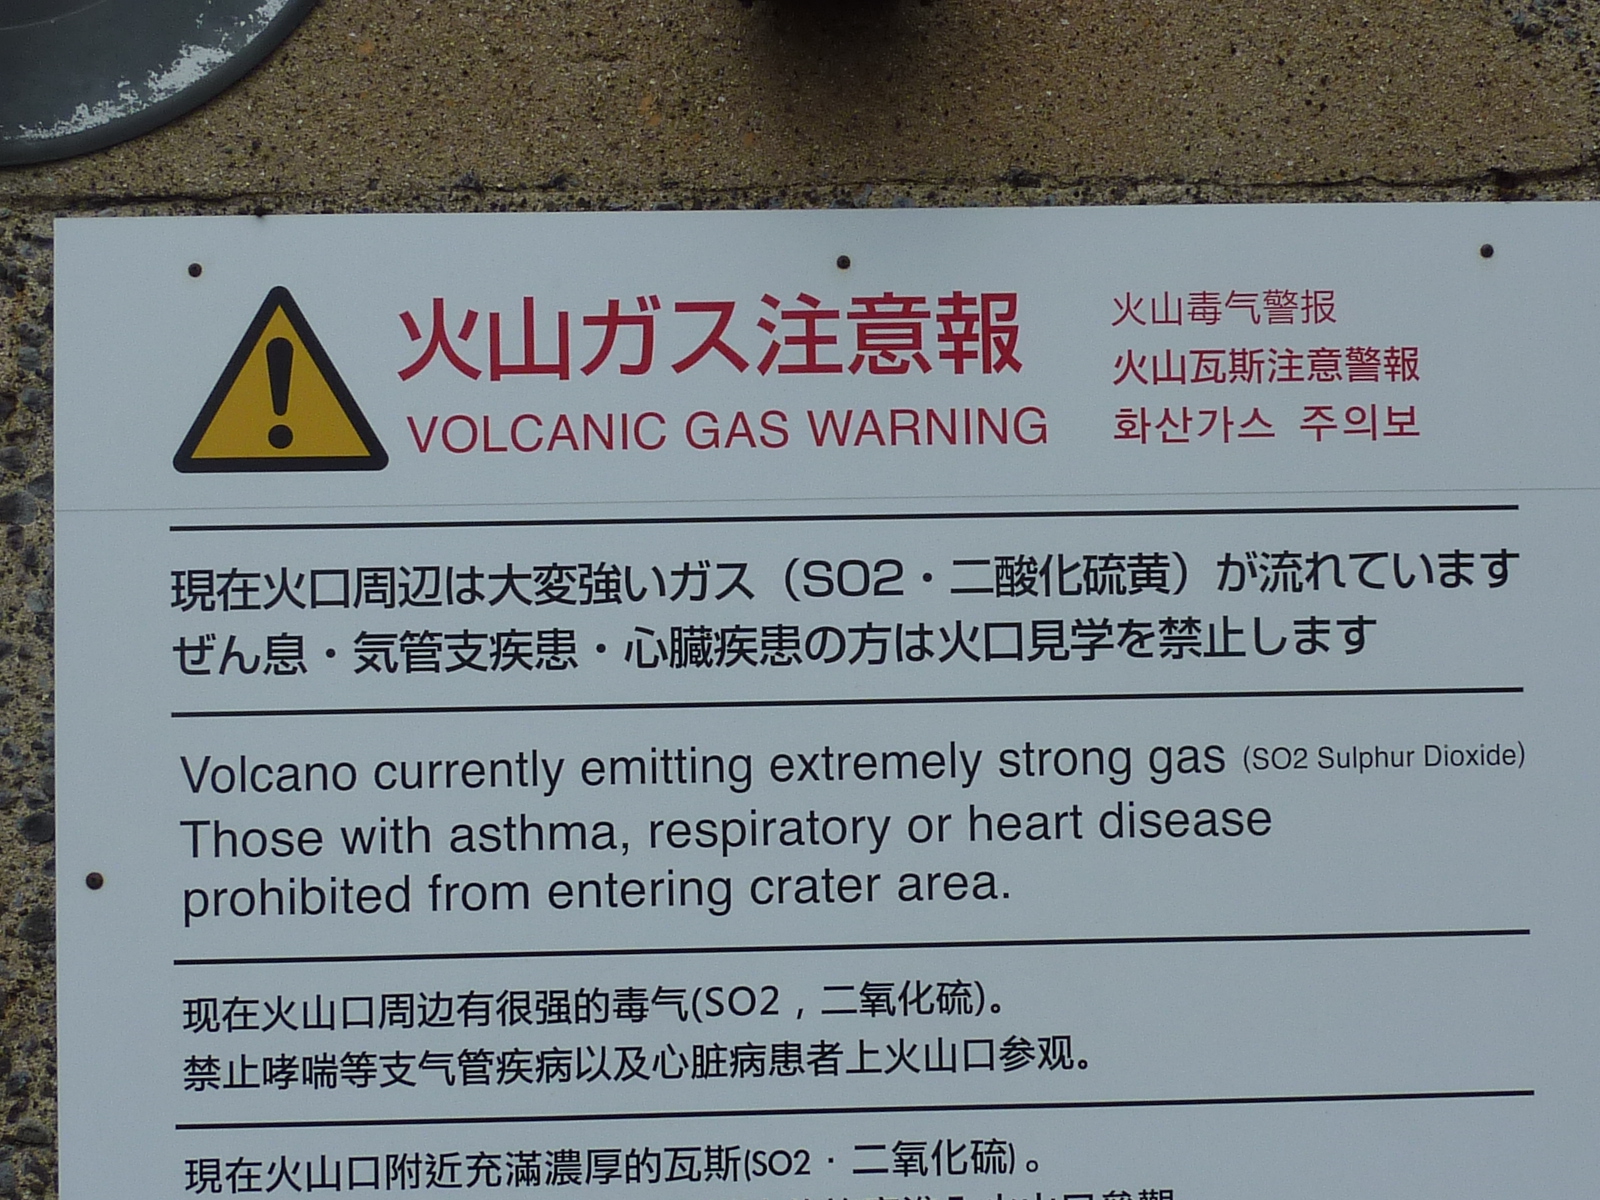 火山ガス注意報
VOLCANIC GAS WARNING
火山毒气警报
火山瓦斯注意警報
화산가스 주의보
現在火口周辺は大変強いガス（SO2・二酸化硫黄）が流れています
ぜん息・気管支疾患・心臓疾患の方は火口見学を禁止します
Volcano currently emitting extremely strong gas (SO2 Sulphur Dioxide)
Those with asthma, respiratory or heart disease
prohibited from entering crater area.
现在火山口周边有很强的毒气(SO2，二氧化硫)。
禁止哮喘等支气管疾病以及心脏病患者上火山口参观。
現在火山口附近充滿濃厚的瓦斯(SO2・二氧化硫)。